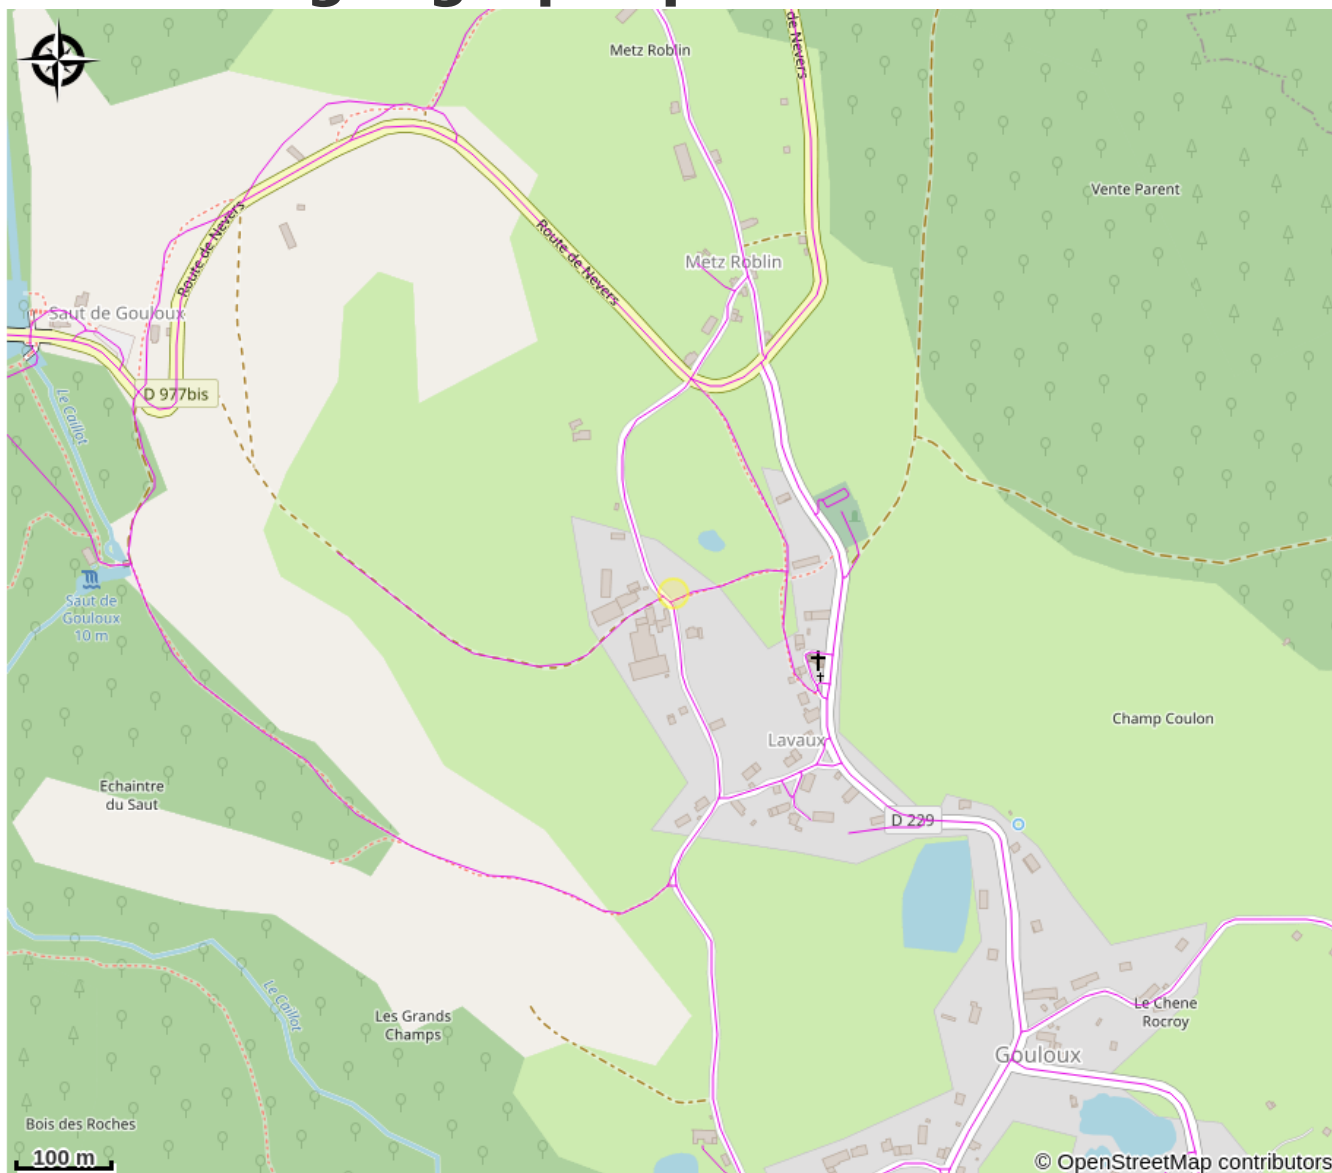 Metz Roblin
de Nevers
Vente Parent
Route de Nevers
Route de Nevers
Metz Roblin
Saut de Gouloux
D 977bis
Le Caillot
Saut de
Gouloux
10 m
Champ Coulon
Lavaux
Echaintre
du Saut
D 229
Le Caillot
Les Grands
Champs
Le Chene
Rocroy
Gouloux
Bois des Roches
100 m
© OpenStreetMap contributors